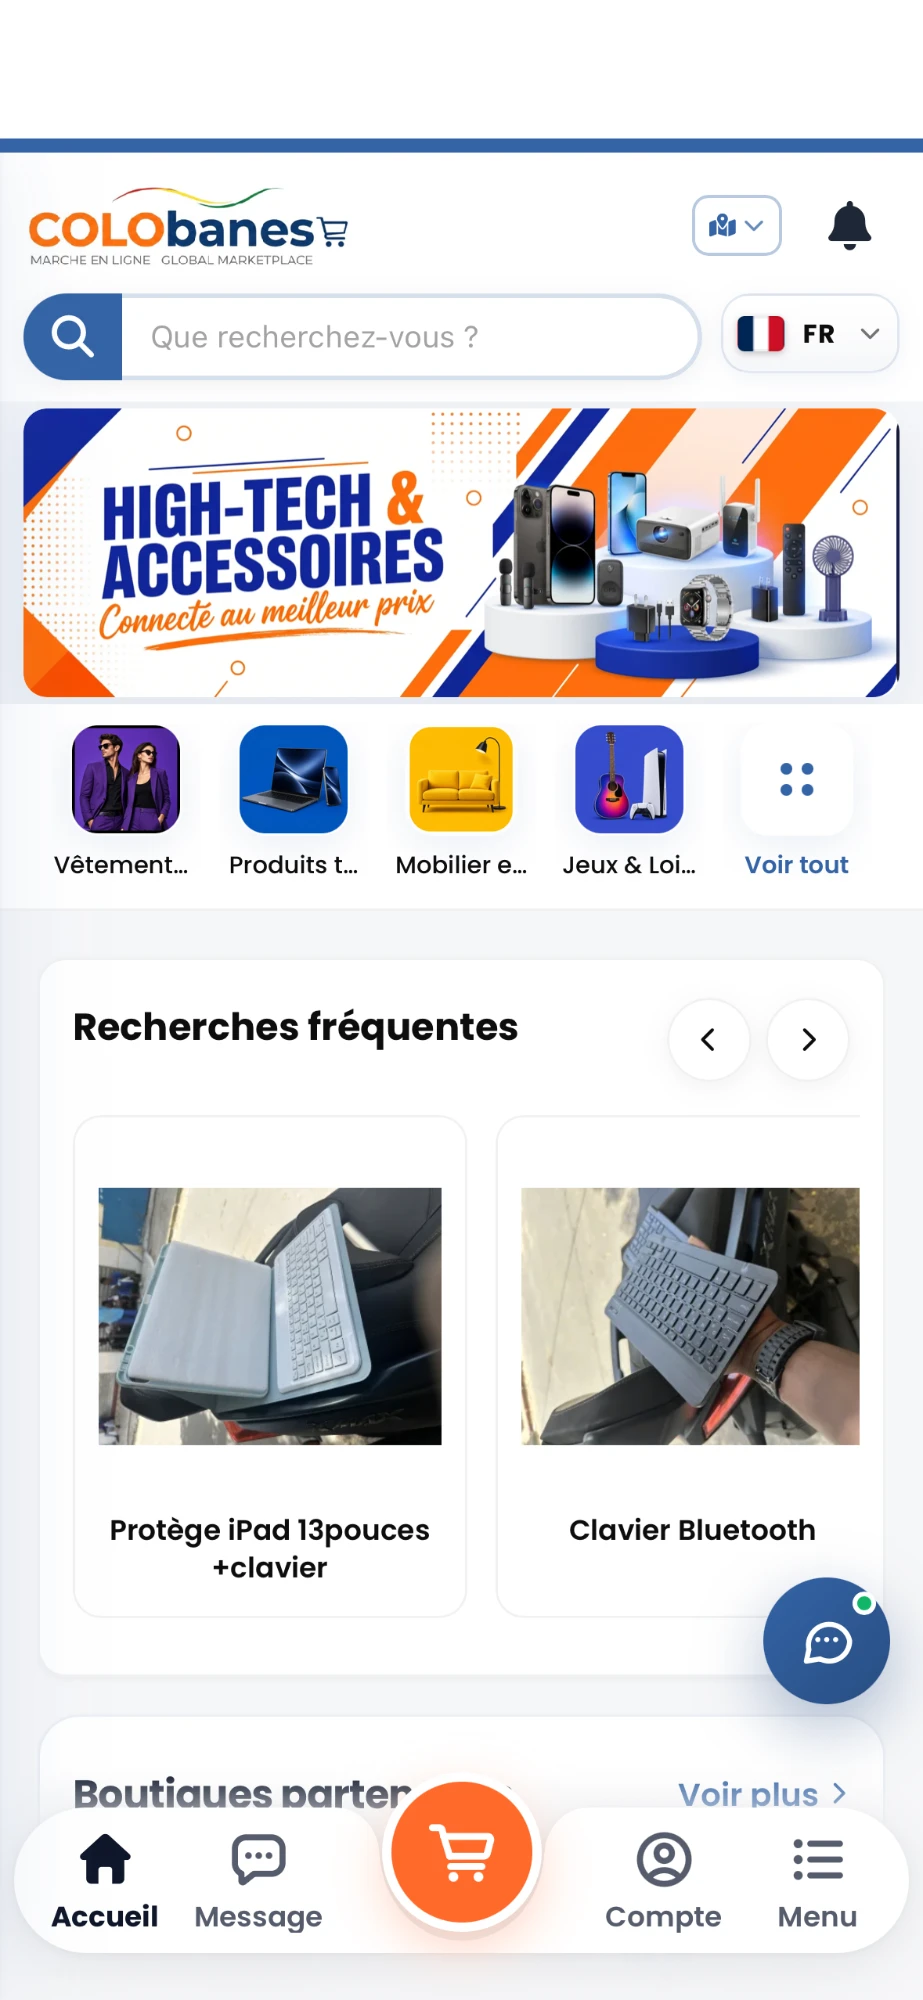 COLObanes
MARCHE EN LIGNE GLOBAL MARKETPLACE
Que recherchez-vous ?
FR
HIGH-TECH &
ACCESSOIRES
Connecté au meilleur prix
Vêtement...
Produits t...
Mobilier e...
Jeux & Loi...
Voir tout
Recherches fréquentes
Protège iPad 13pouces
+clavier
Clavier Bluetooth
Boutiques parten
Voir plus
Accueil
Message
Compte
Menu